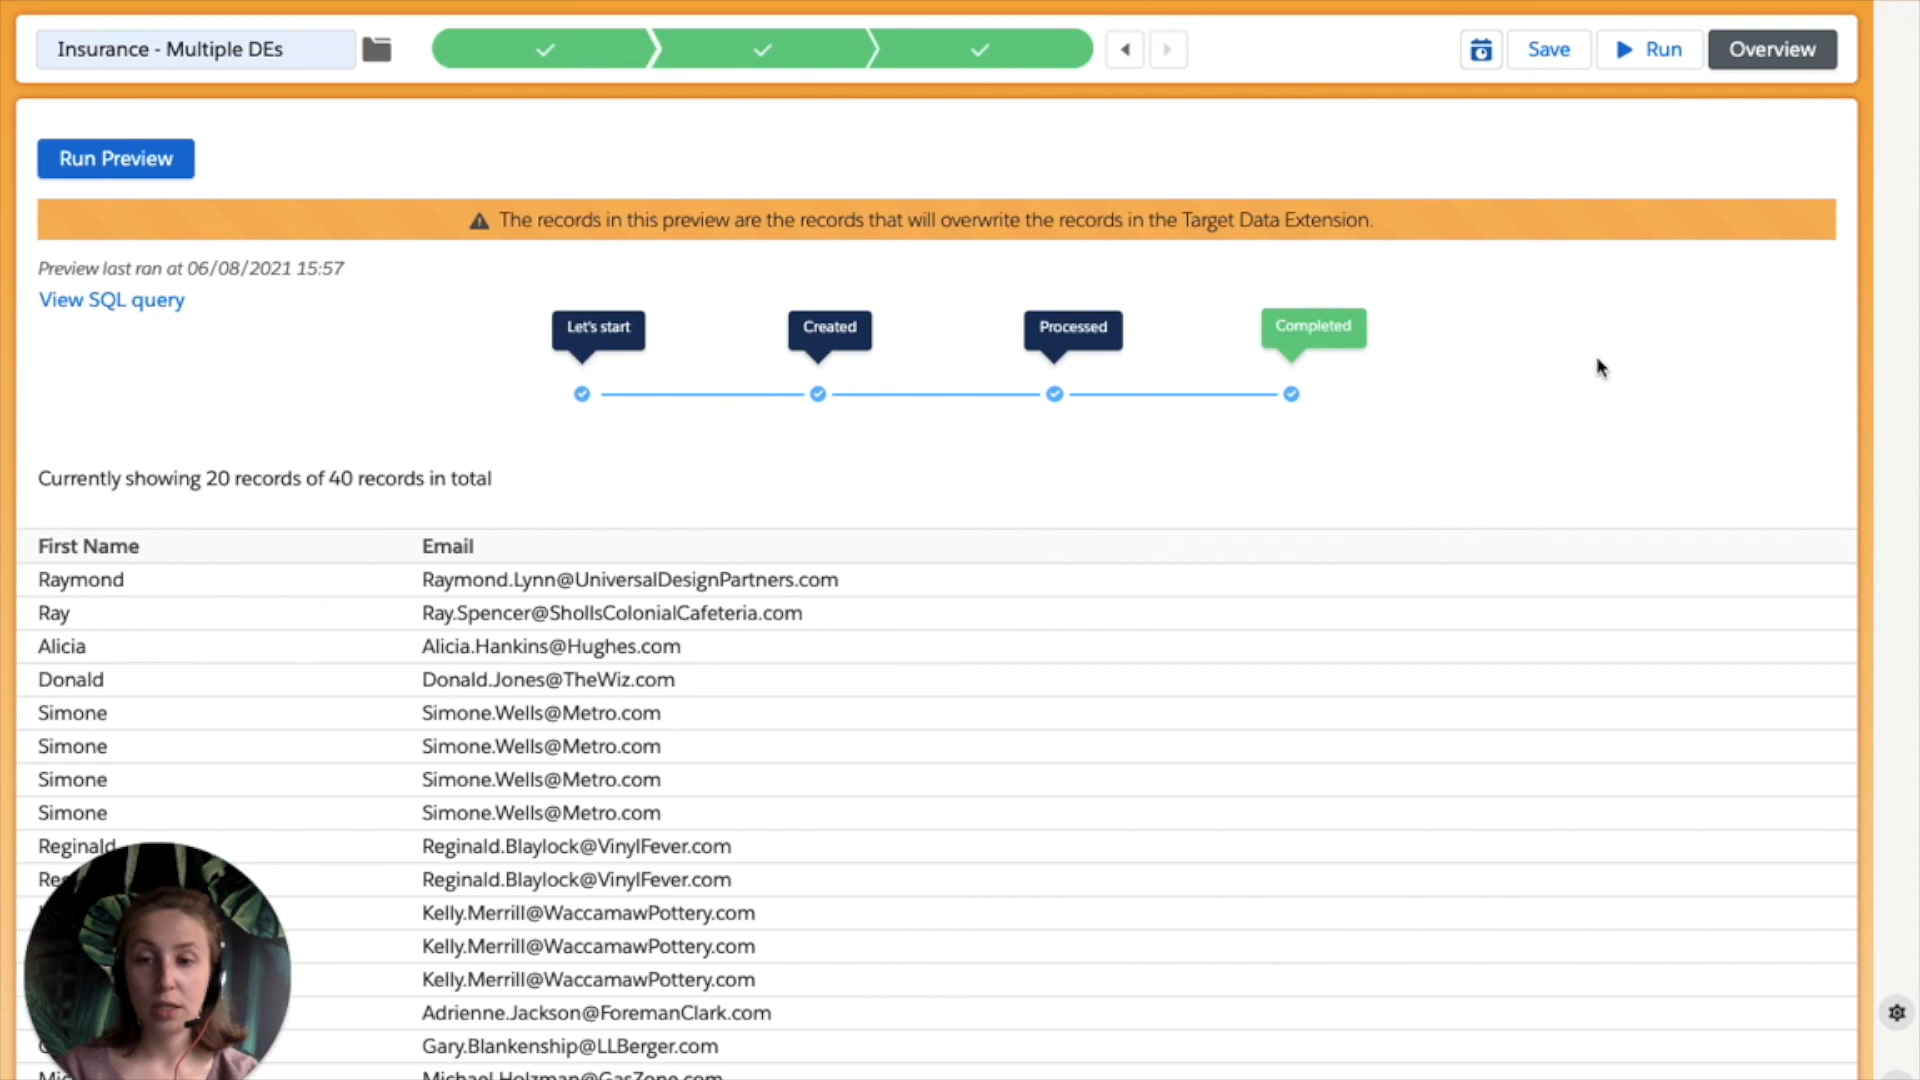 Insurance - Multiple DEs
Save
Run
Overview
Run Preview
The records in this preview are the records that will overwrite the records in the Target Data Extension.
Preview last ran at 06/08/2021 15:57
View SQL query
Let's start
Created
Processed
Completed
Currently showing 20 records of 40 records in total
First Name Email
Raymond Raymond.Lynn@UniversalDesignPartners.com
Ray Ray.Spencer@ShollsColonialCafeteria.com
Alicia Alicia.Hankins@Hughes.com
Donald Donald.Jones@TheWiz.com
Simone Simone.Wells@Metro.com
Simone Simone.Wells@Metro.com
Simone Simone.Wells@Metro.com
Simone Simone.Wells@Metro.com
Reginald Reginald.Blaylock@VinylFever.com
Reginald.Blaylock@VinylFever.com
Kelly.Merrill@WaccamawPottery.com
Kelly.Merrill@WaccamawPottery.com
Kelly.Merrill@WaccamawPottery.com
Adrienne.Jackson@ForemanClark.com
Gary.Blankenship@LLBerger.com
Michael.Holzman@GasZone.com